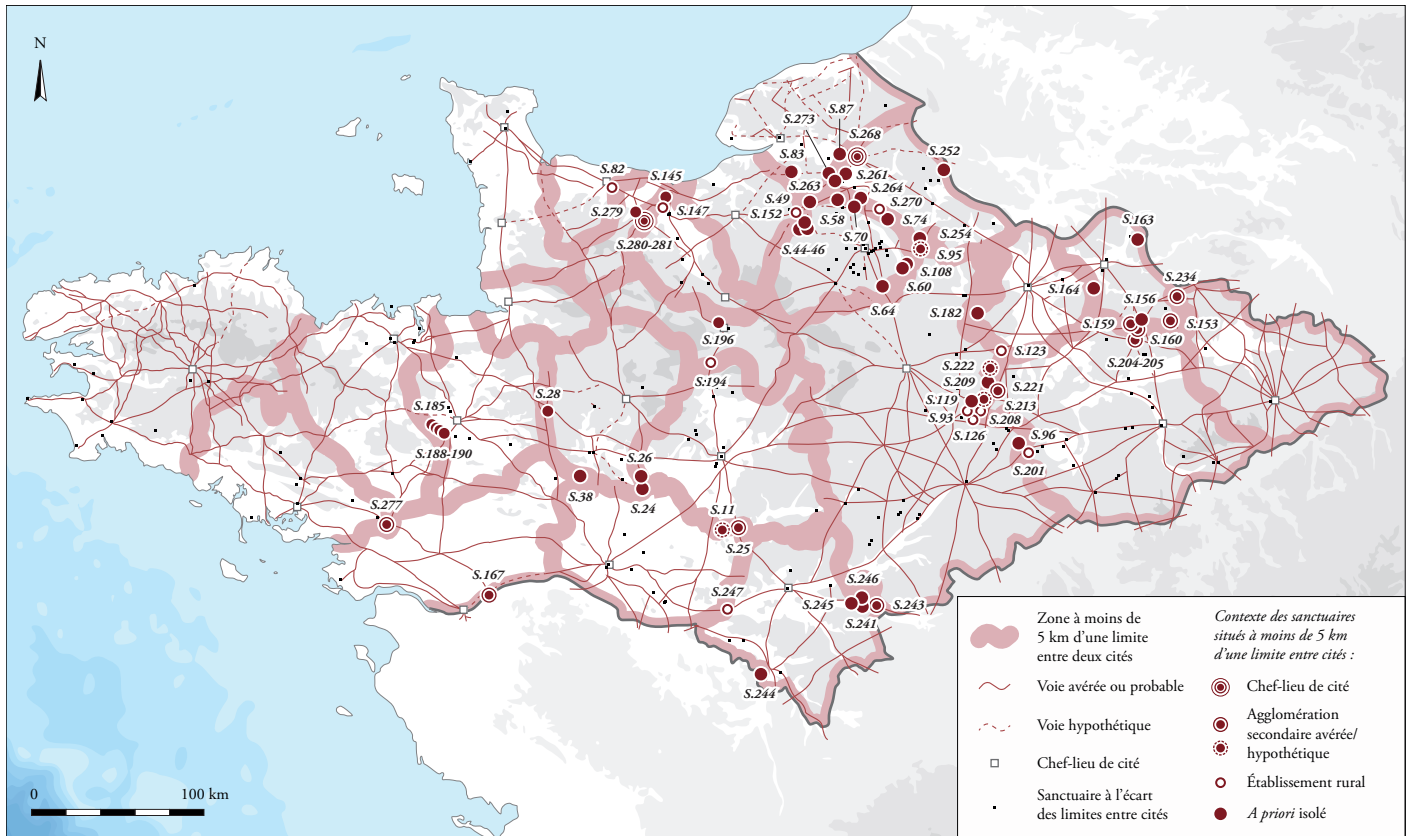 N
S.87
S.273
S.268
S.83
S.252
S.82
S.145
S.261
S.263
S.264
S.49
S.270
S.279
S.147
S.152
S.58
S.74
S.163
S.280-281
S.44-46
S.70
S.254
S.95
S.108
S.234
S.164
S.156
S.60
S.64
S.182
S.159
S.153
S.196
S.160
S.123
S.204-205
S.194
S.222
S.209
S.221
S.28
S.119
S.213
S.185
S.93
S.208
S.126
S.96
S.188-190
S.26
S.201
S.38
S.24
S.277
S.11
S.25
S.167
S.246
S.247
S.245
S.243
S.241
S.244
0 100 km
Zone à moins de
5 km d'une limite
entre deux cités
Voie avérée ou probable
Voie hypothétique
Chef-lieu de cité
Sanctuaire à l'écart
des limites entre cités
Contexte des sanctuaires
situés à moins de 5 km
d'une limite entre cités :
Chef-lieu de cité
Agglomération
secondaire avérée/
hypothétique
Établissement rural
A priori isolé